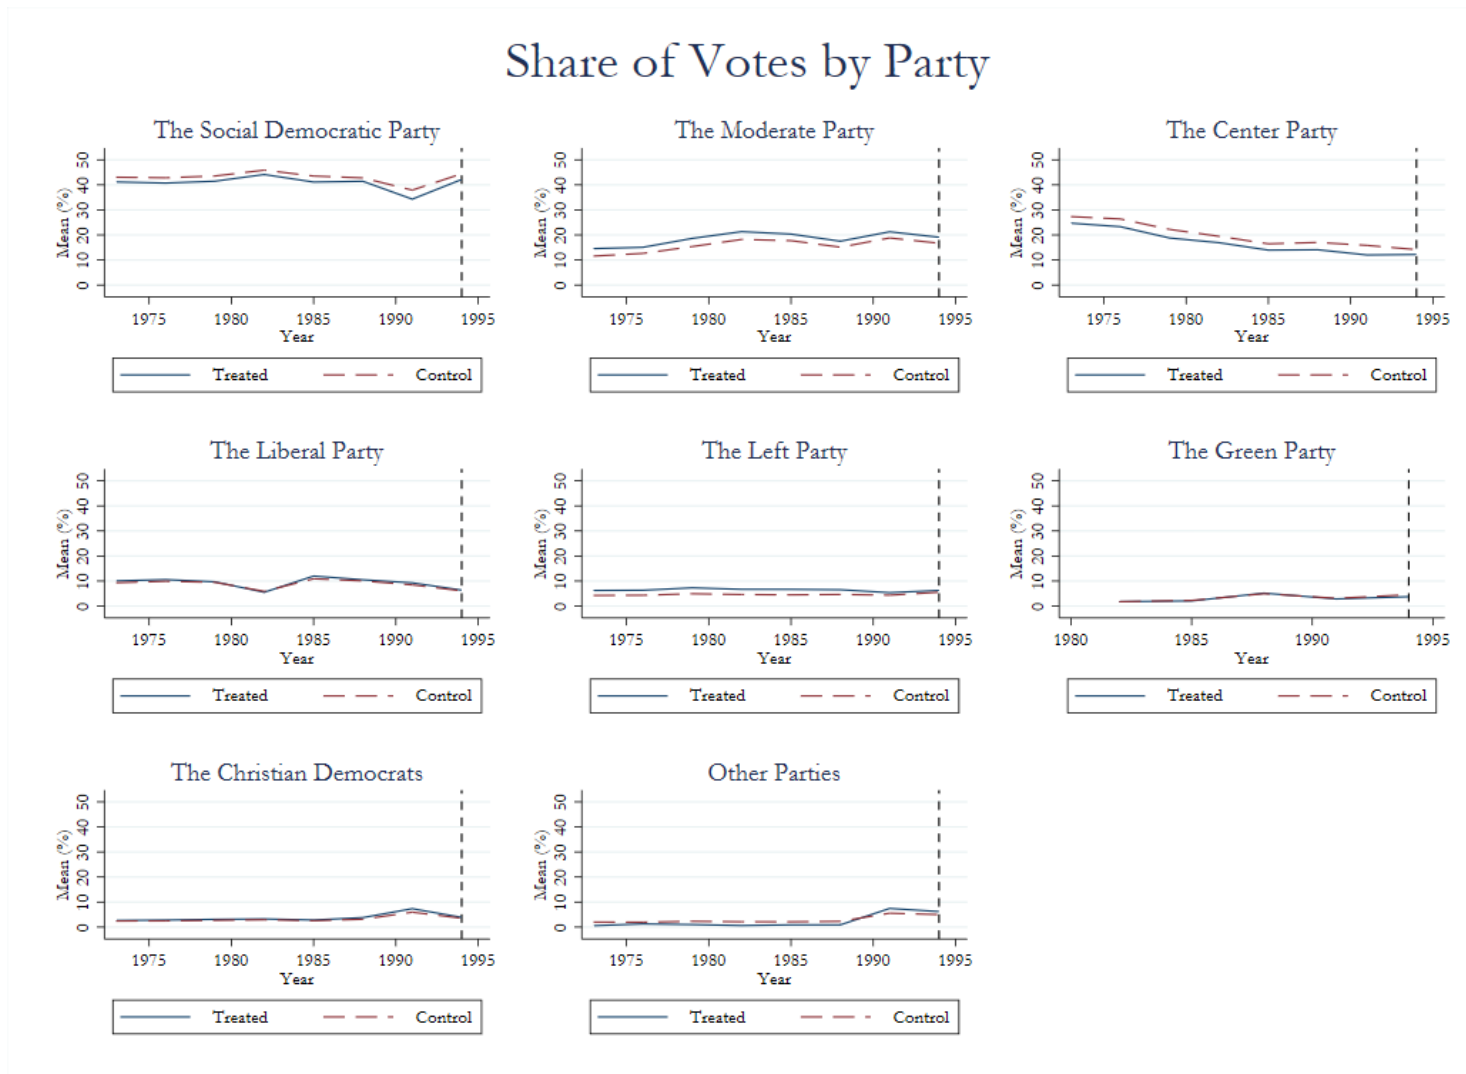 Share of Votes by Party
The Social Democratic Party
Mean (%)
50
40
30
20
10
0
1975 1980 1985 1990 1995
Year
Treated Control
The Moderate Party
Mean (%)
50
40
30
20
10
0
1975 1980 1985 1990 1995
Year
Treated Control
The Center Party
Mean (%)
50
40
30
20
10
0
1975 1980 1985 1990 1995
Year
Treated Control
The Liberal Party
Mean (%)
50
40
30
20
10
0
1975 1980 1985 1990 1995
Year
Treated Control
The Left Party
Mean (%)
50
40
30
20
10
0
1975 1980 1985 1990 1995
Year
Treated Control
The Green Party
Mean (%)
50
40
30
20
10
0
1980 1985 1990 1995
Year
Treated Control
The Christian Democrats
Mean (%)
50
40
30
20
10
0
1975 1980 1985 1990 1995
Year
Treated Control
Other Parties
Mean (%)
50
40
30
20
10
0
1975 1980 1985 1990 1995
Year
Treated Control